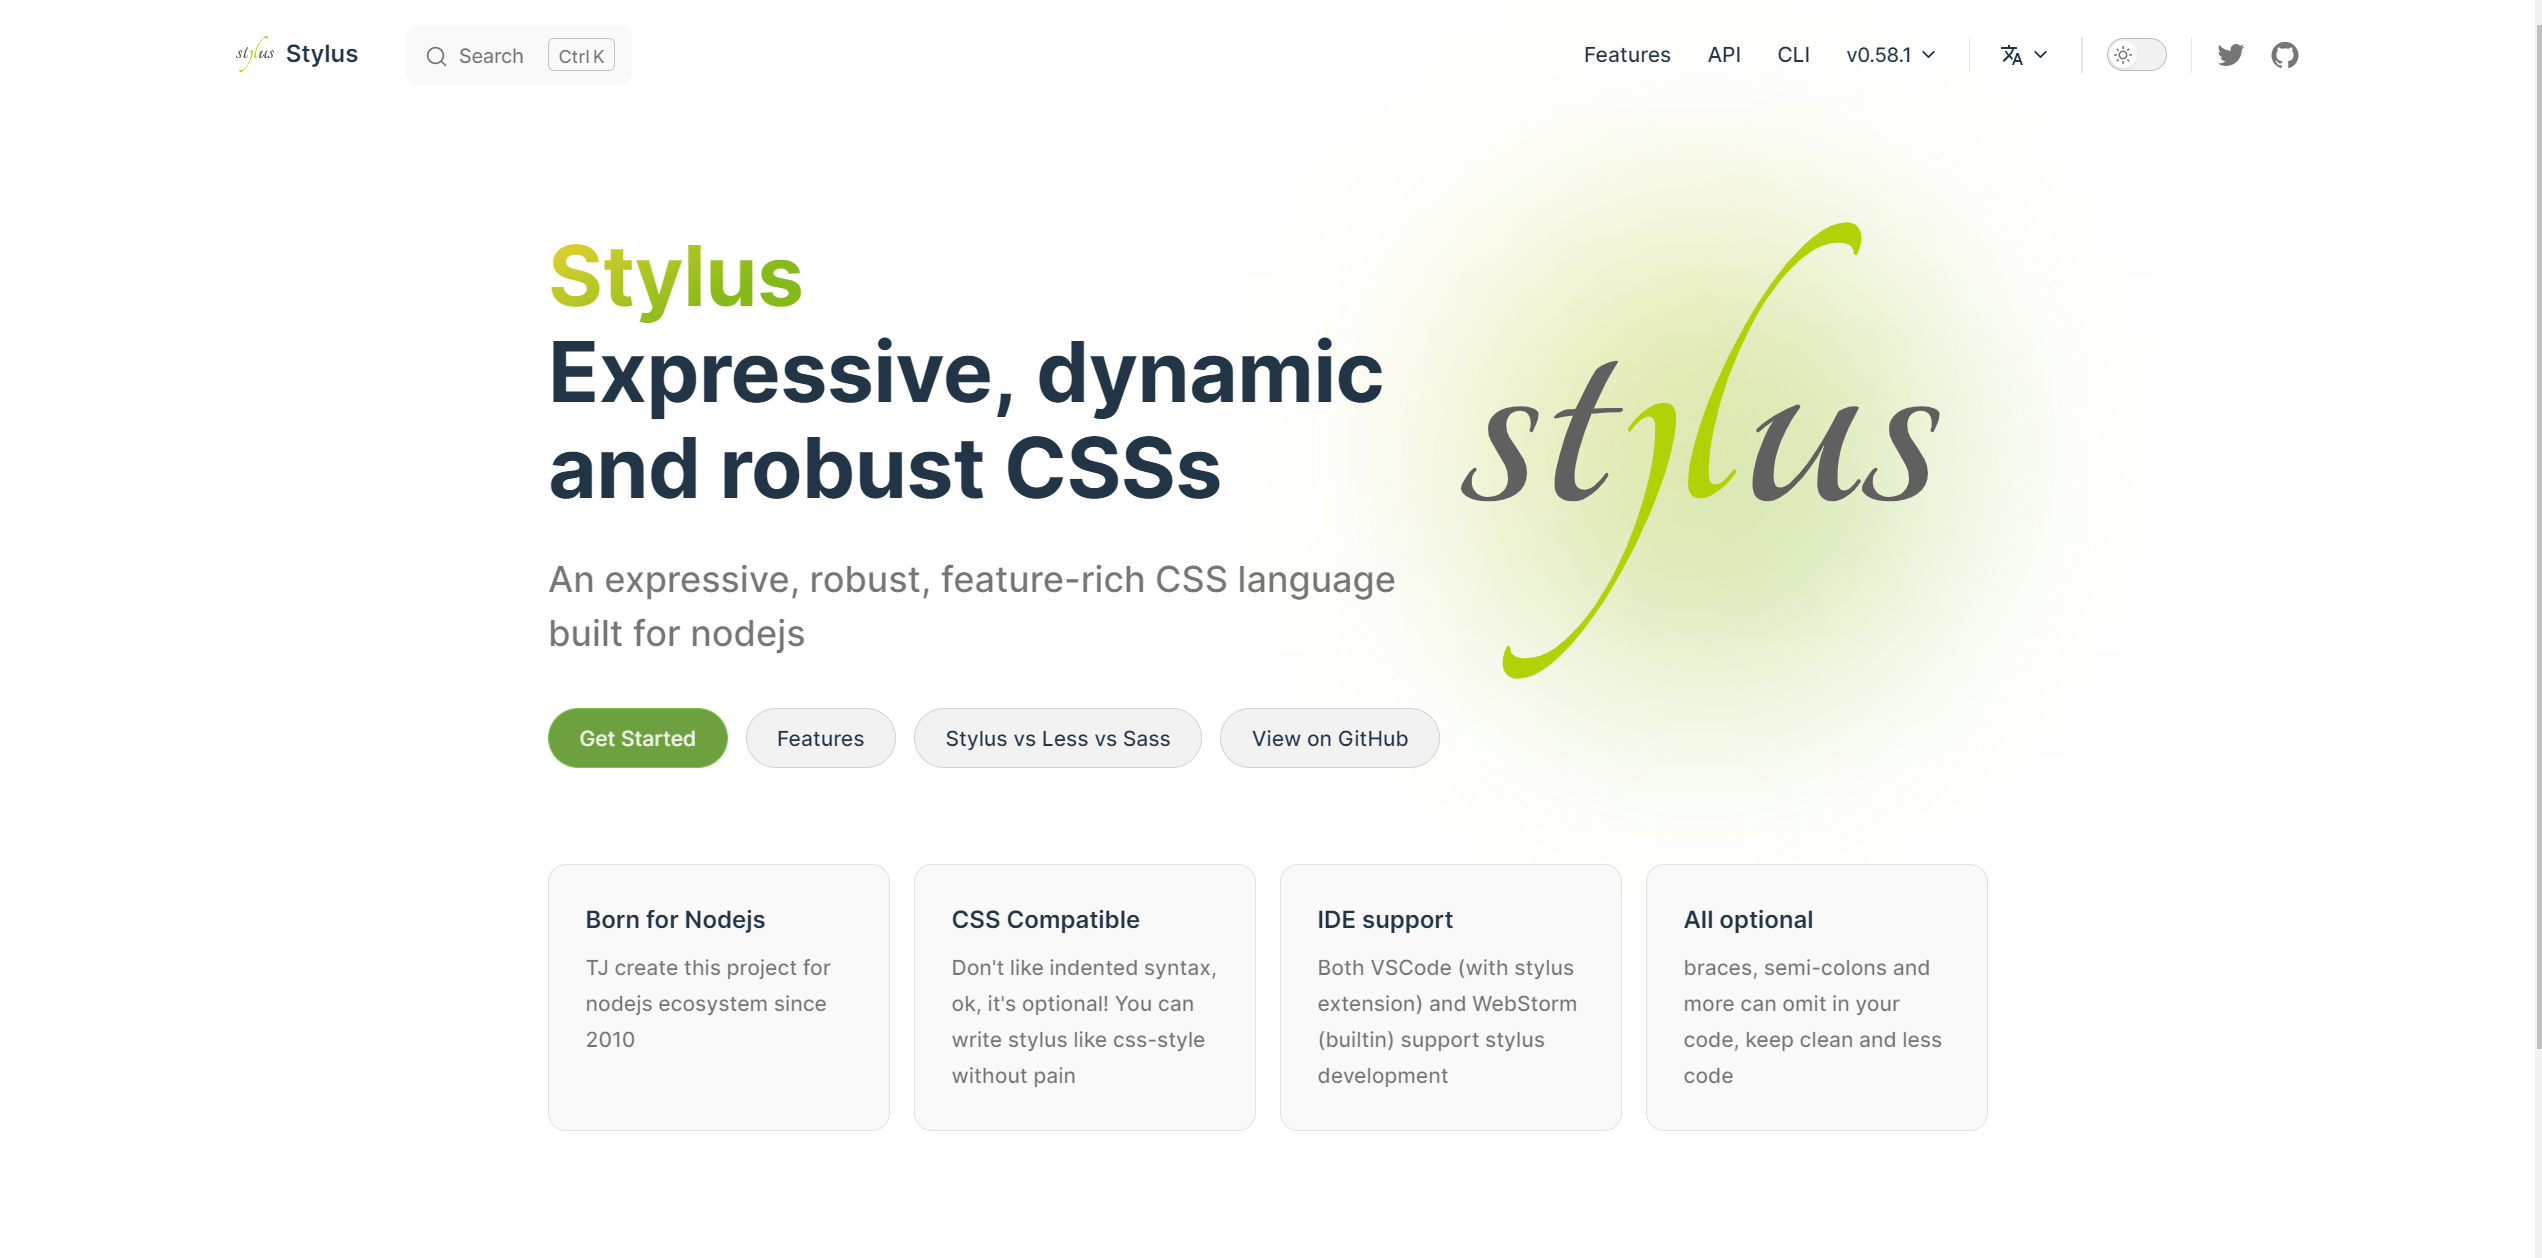 stylus Stylus Search Ctrl K Features API CLI v0.58.1
Stylus
Expressive, dynamic
and robust CSSs
stylus
An expressive, robust, feature-rich CSS language
built for nodejs
Get Started Features Stylus vs Less vs Sass View on GitHub
Born for Nodejs
TJ create this project for
nodejs ecosystem since
2010
CSS Compatible
Don't like indented syntax,
ok, it's optional! You can
write stylus like css-style
without pain
IDE support
Both VSCode (with stylus
extension) and WebStorm
(builtin) support stylus
development
All optional
braces, semi-colons and
more can omit in your
code, keep clean and less
code